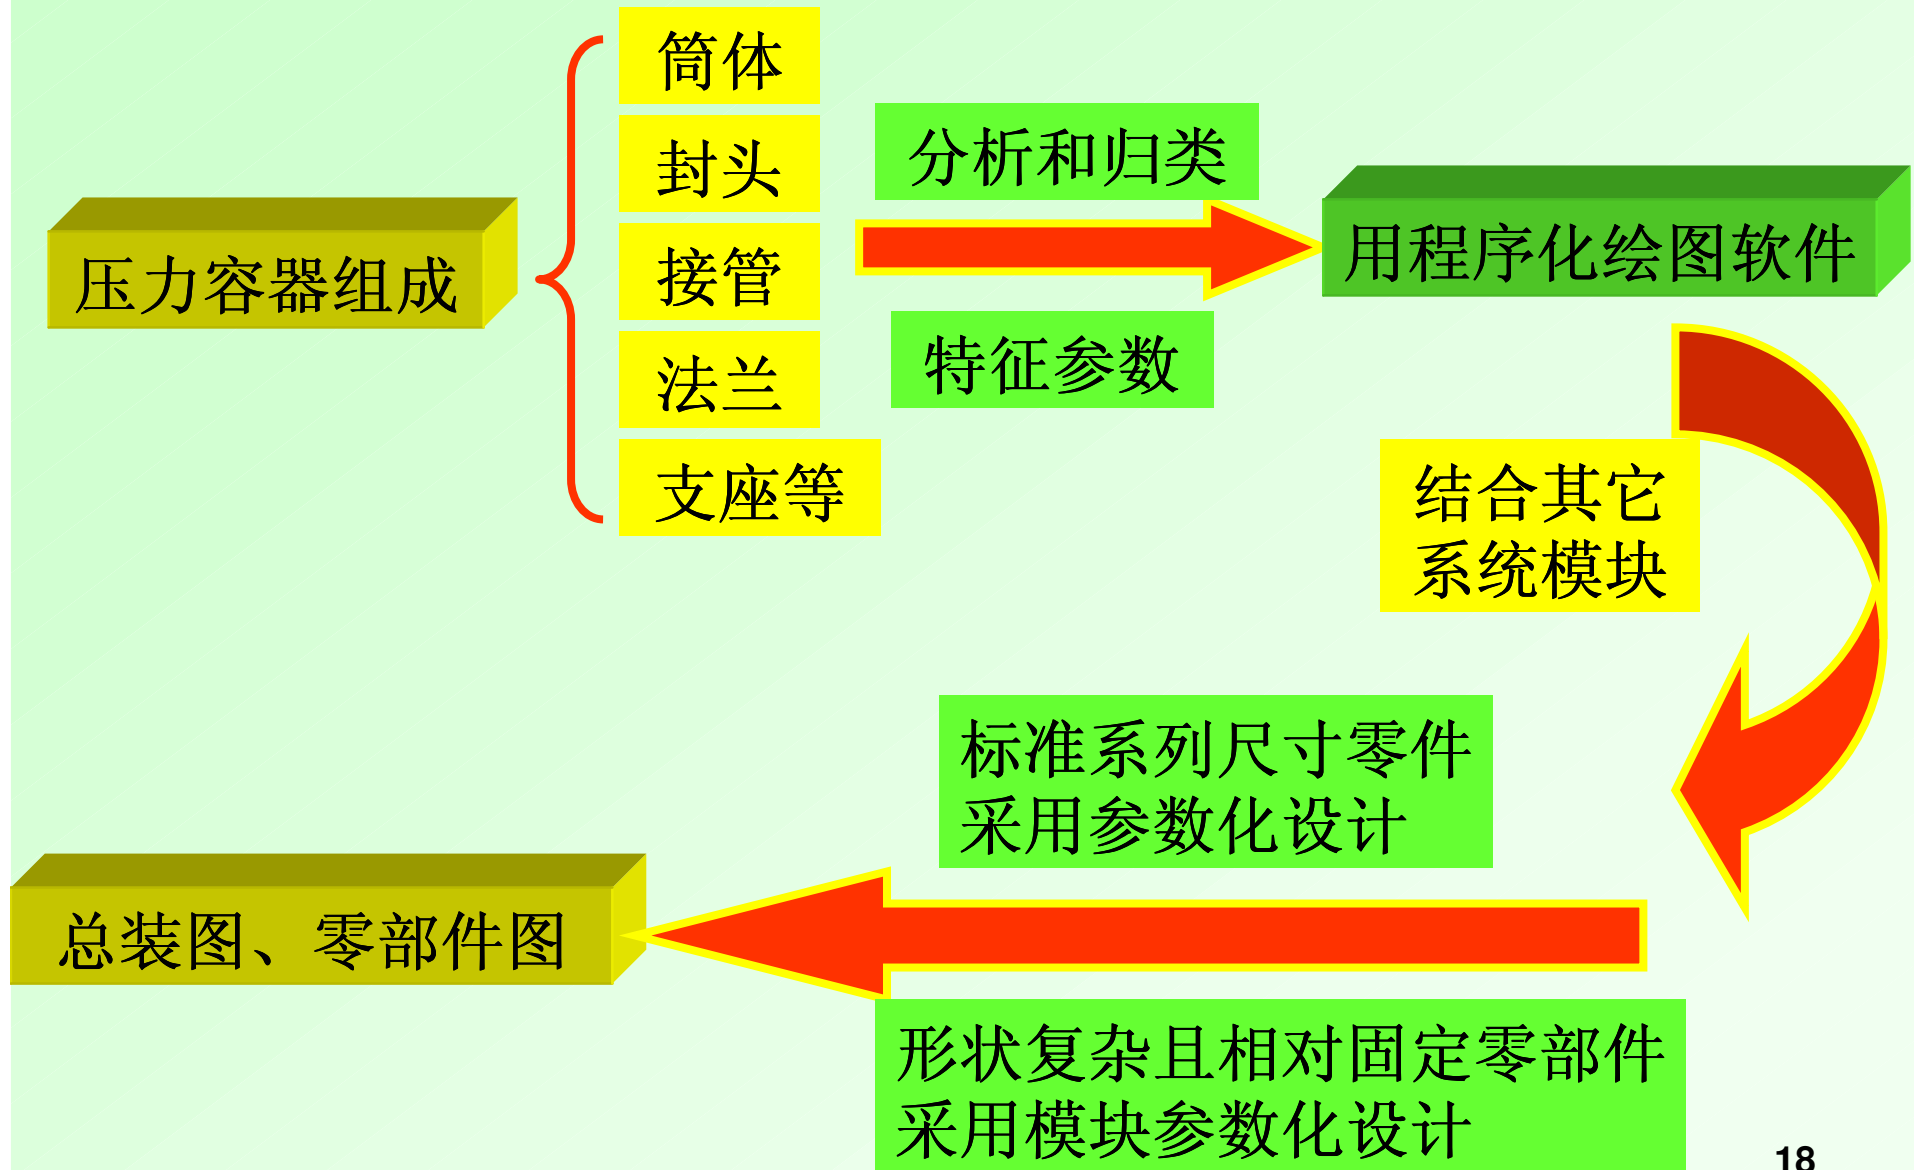 压力容器组成
筒体
封头
接管
法兰
支座等
分析和归类
特征参数
用程序化绘图软件
结合其它
系统模块
标准系列尺寸零件
采用参数化设计
形状复杂且相对固定零部件
采用模块参数化设计
总装图、零部件图
18